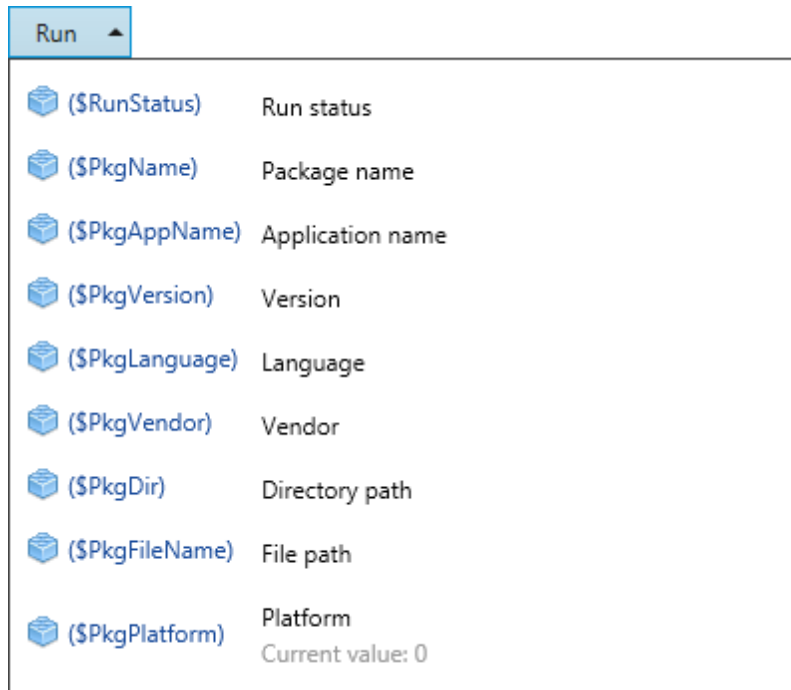 Run
($RunStatus) Run status
($PkgName) Package name
($PkgAppName) Application name
($PkgVersion) Version
($PkgLanguage) Language
($PkgVendor) Vendor
($PkgDir) Directory path
($PkgFileName) File path
($PkgPlatform) Platform
Current value: 0